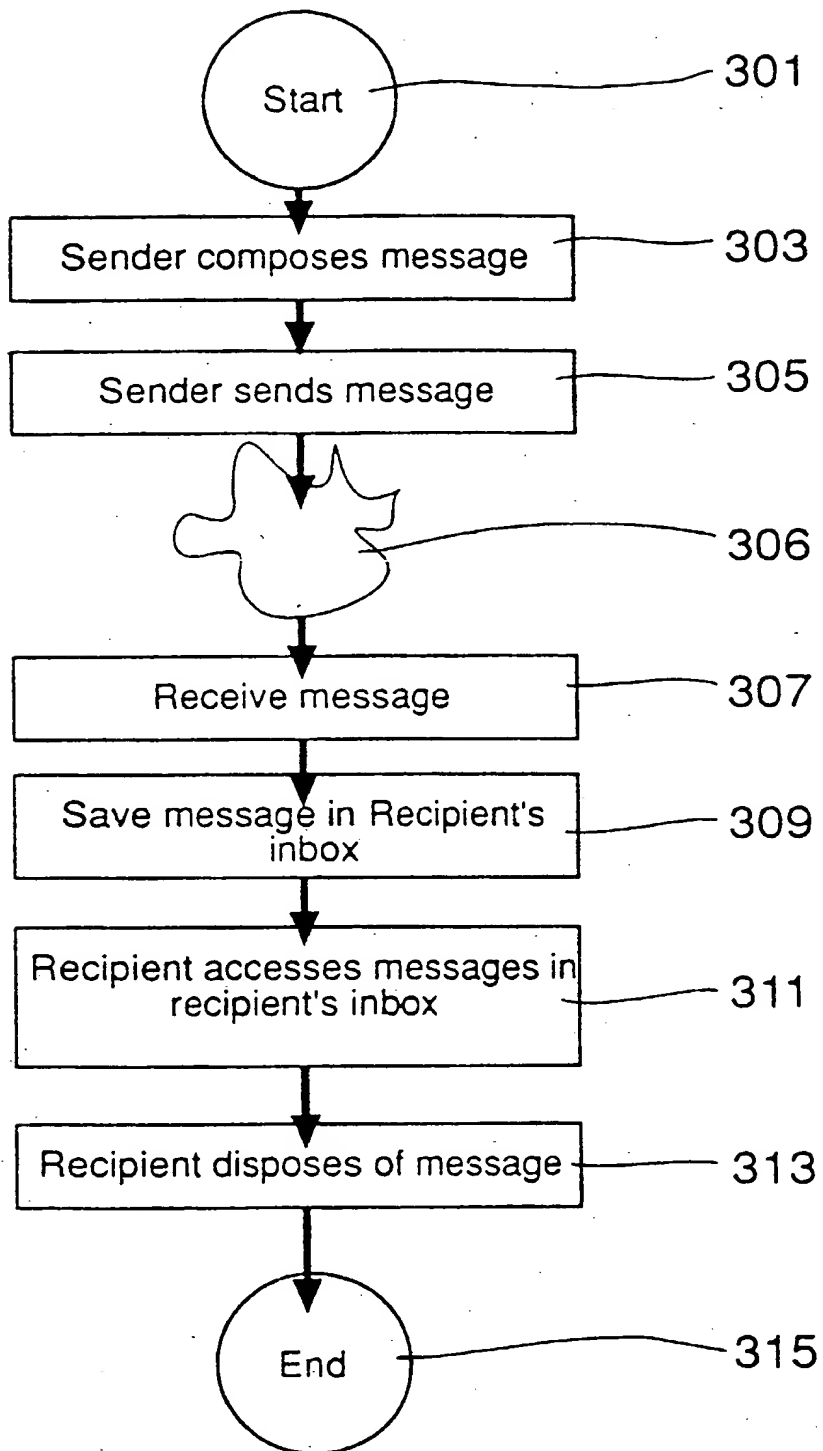 Start
301
Sender composes message
303
Sender sends message
305
306
Receive message
307
Save message in Recipient's
inbox
309
Recipient accesses messages in
recipient's inbox
311
Recipient disposes of message
313
End
315